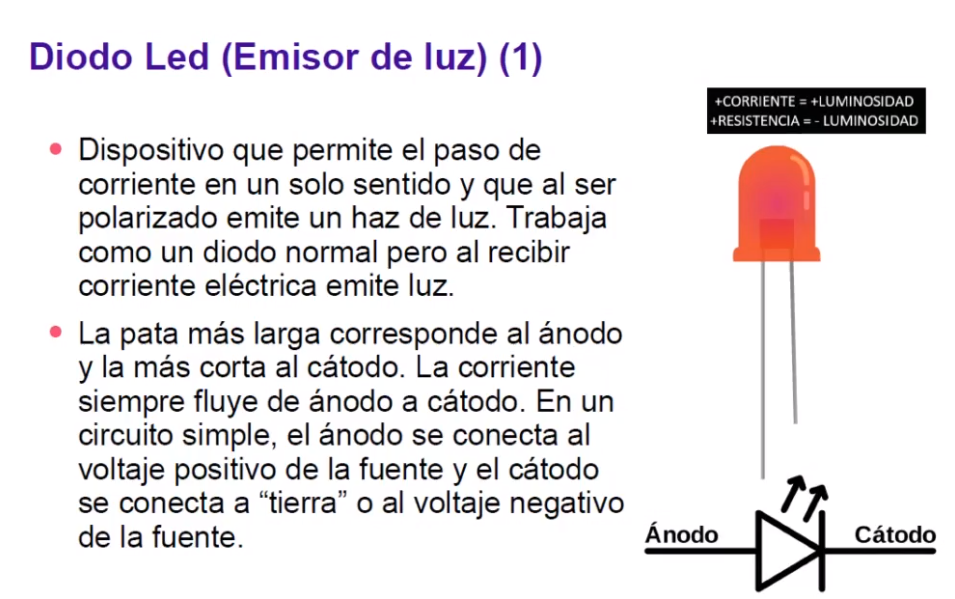 Diodo Led (Emisor de luz) (1)
+CORRIENTE = +LUMINOSIDAD
+RESISTENCIA = - LUMINOSIDAD
• Dispositivo que permite el paso de
corriente en un solo sentido y que al ser
polarizado emite un haz de luz. Trabaja
como un diodo normal pero al recibir
corriente eléctrica emite luz.
• La pata más larga corresponde al ánodo
y la más corta al cátodo. La corriente
siempre fluye de ánodo a cátodo. En un
circuito simple, el ánodo se conecta al
voltaje positivo de la fuente y el cátodo
se conecta a “tierra” o al voltaje negativo
de la fuente.
Ánodo
Cátodo